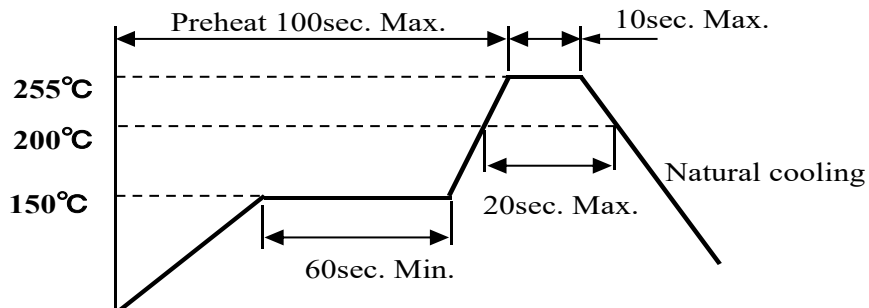 Preheat 100sec. Max.
10sec. Max.
255℃
200℃
Natural cooling
150℃
20sec. Max.
60sec. Min.